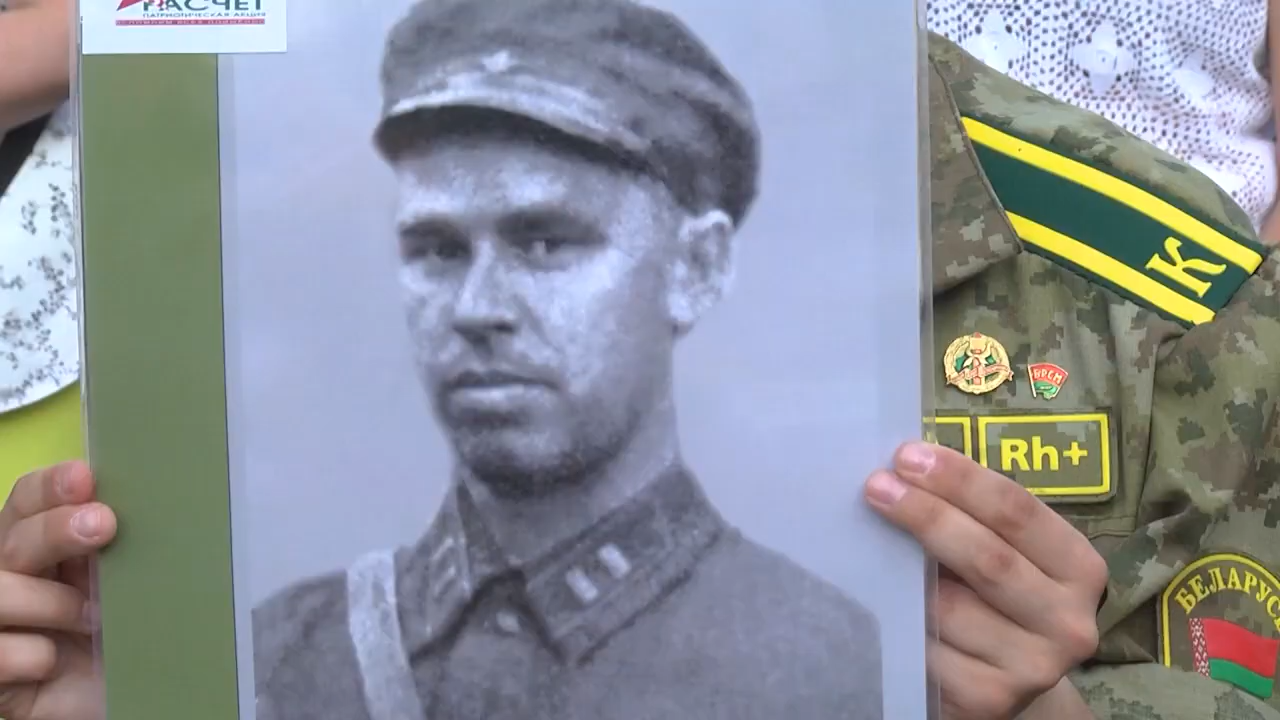 РАСЧЕТ
ПАТРИОТИЧЕСКАЯ АКЦИЯ
К
БРСМ
Rh+
БЕЛАРУС